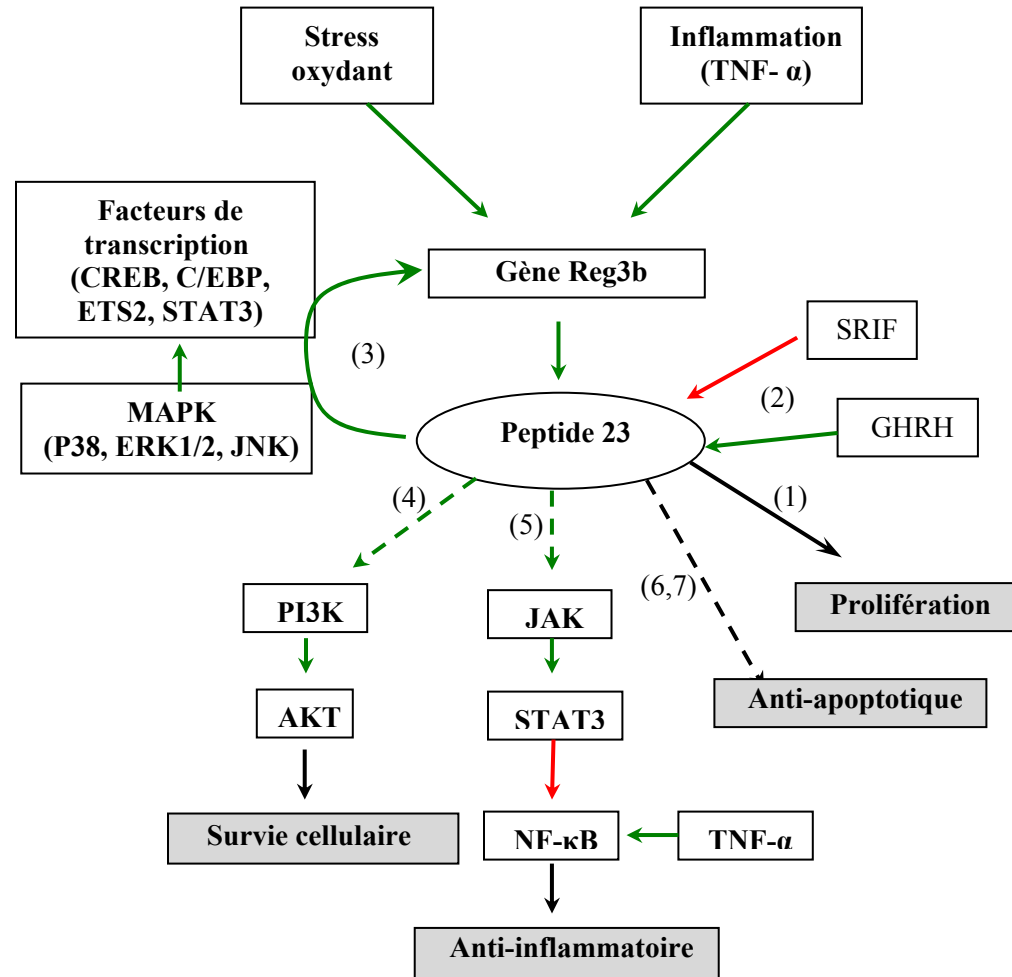 Stress
oxydant
Inflammation
(TNF- α)
Facteurs de
transcription
(CREB, C/EBP,
ETS2, STAT3)
Gène Reg3b
(3)
SRIF
(2)
MAPK
(P38, ERK1/2, JNK)
Peptide 23
GHRH
(1)
(4)
(5)
(6,7)
PI3K
JAK
Prolifération
AKT
STAT3
Anti-apoptotique
Survie cellulaire
NF-κB
TNF-α
Anti-inflammatoire